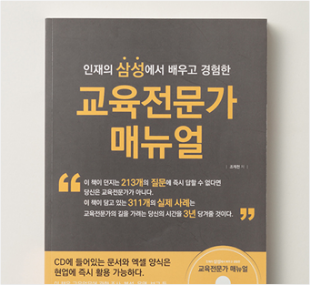 인재의 삼성에서 배우고 경험한
교육전문가
매뉴얼
이 책이 던지는 213개의 질문에 즉시 답할 수 없다면
당신은 교육전문가가 아니다.
이 책이 담고 있는 311개의 실제 사례는
교육전문가의 길을 가려는 당신의 시간을 3년 당겨줄 것이다.
CD에 들어있는 문서와 엑셀 양식은
현업에 즉시 활용 가능하다.
교육전문가 매뉴얼